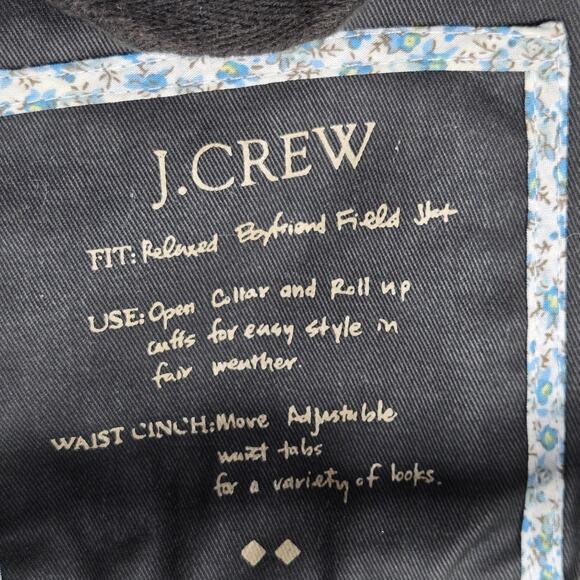 J.CREW
FIT: Relaxed Boyfriend Field Jkt
USE: Open Collar and Roll up
cuffs for easy style in
fair weather.
WAIST CINCH: Move Adjustable
waist tabs
for a variety of looks.